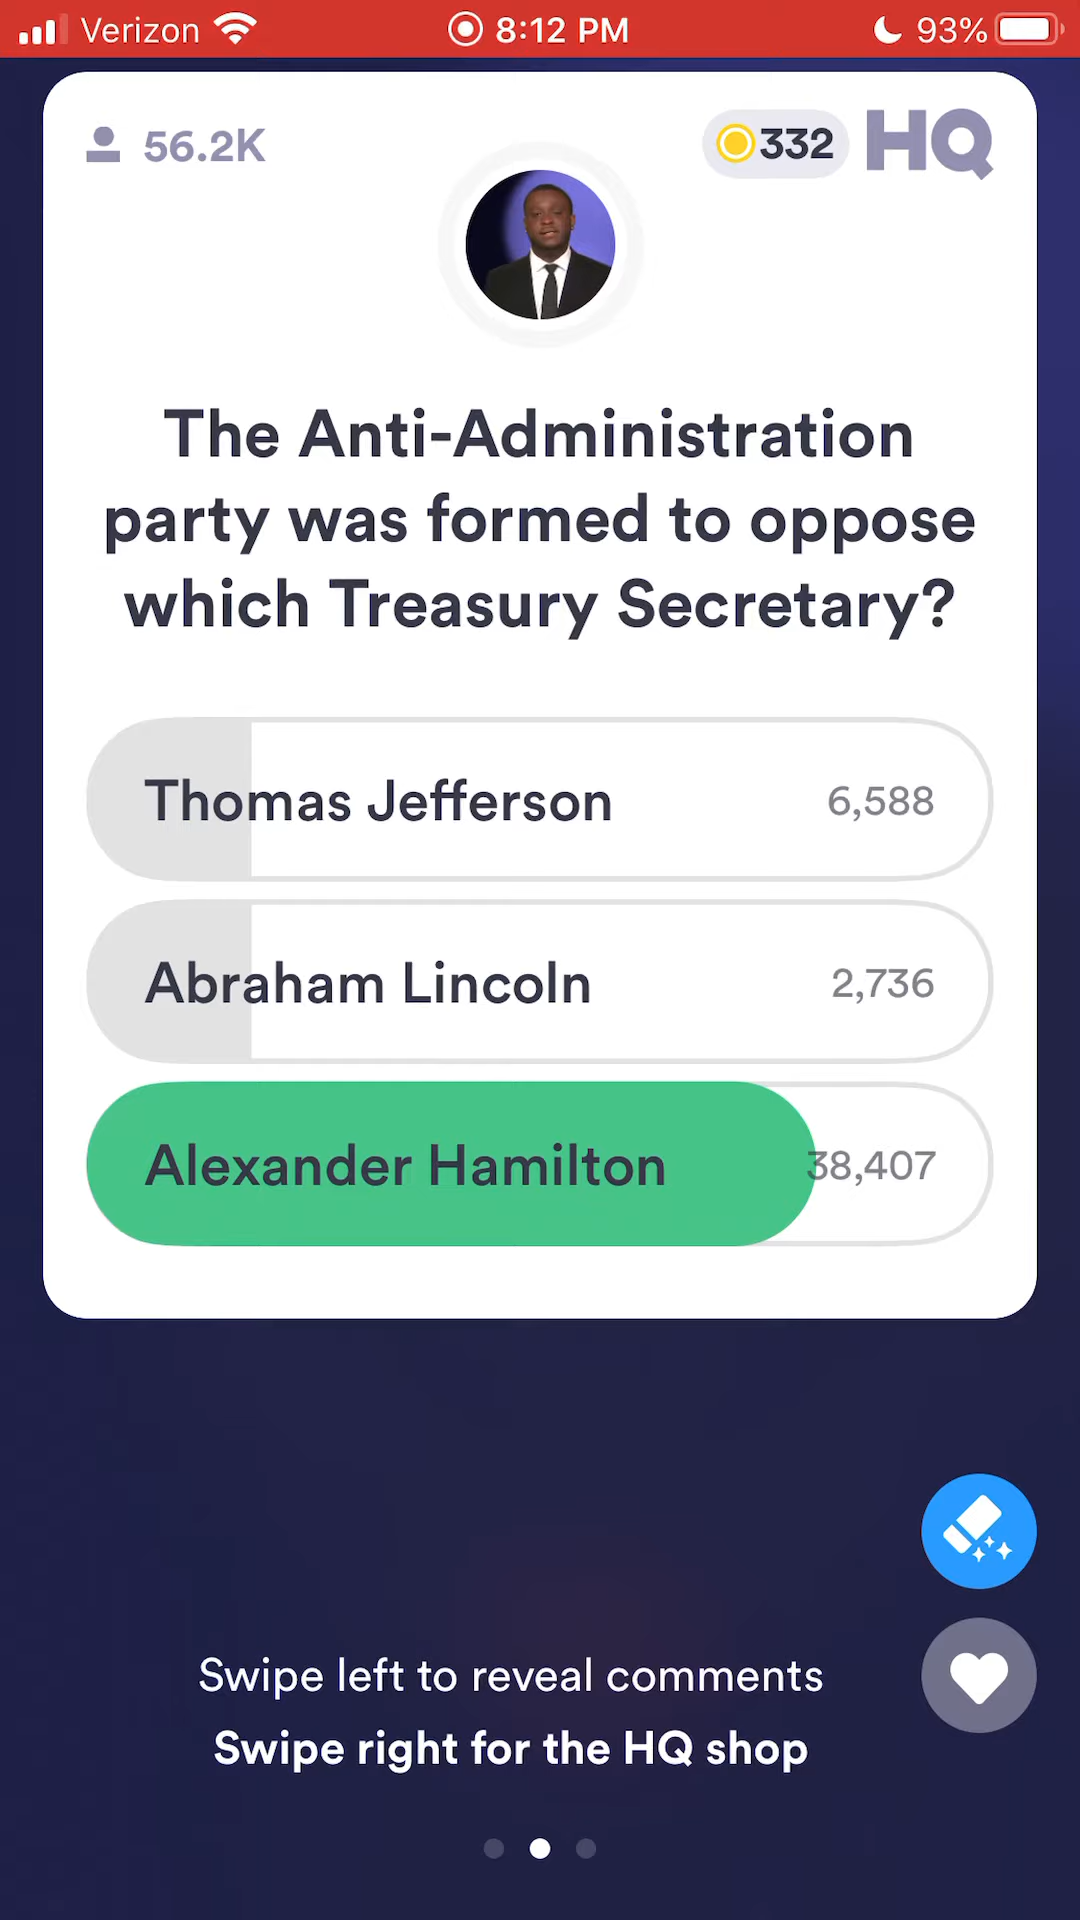 Verizon 8:12 PM 93%
56.2K 332 HQ
The Anti-Administration
party was formed to oppose
which Treasury Secretary?
Thomas Jefferson 6,588
Abraham Lincoln 2,736
Alexander Hamilton 38,407
Swipe left to reveal comments
Swipe right for the HQ shop